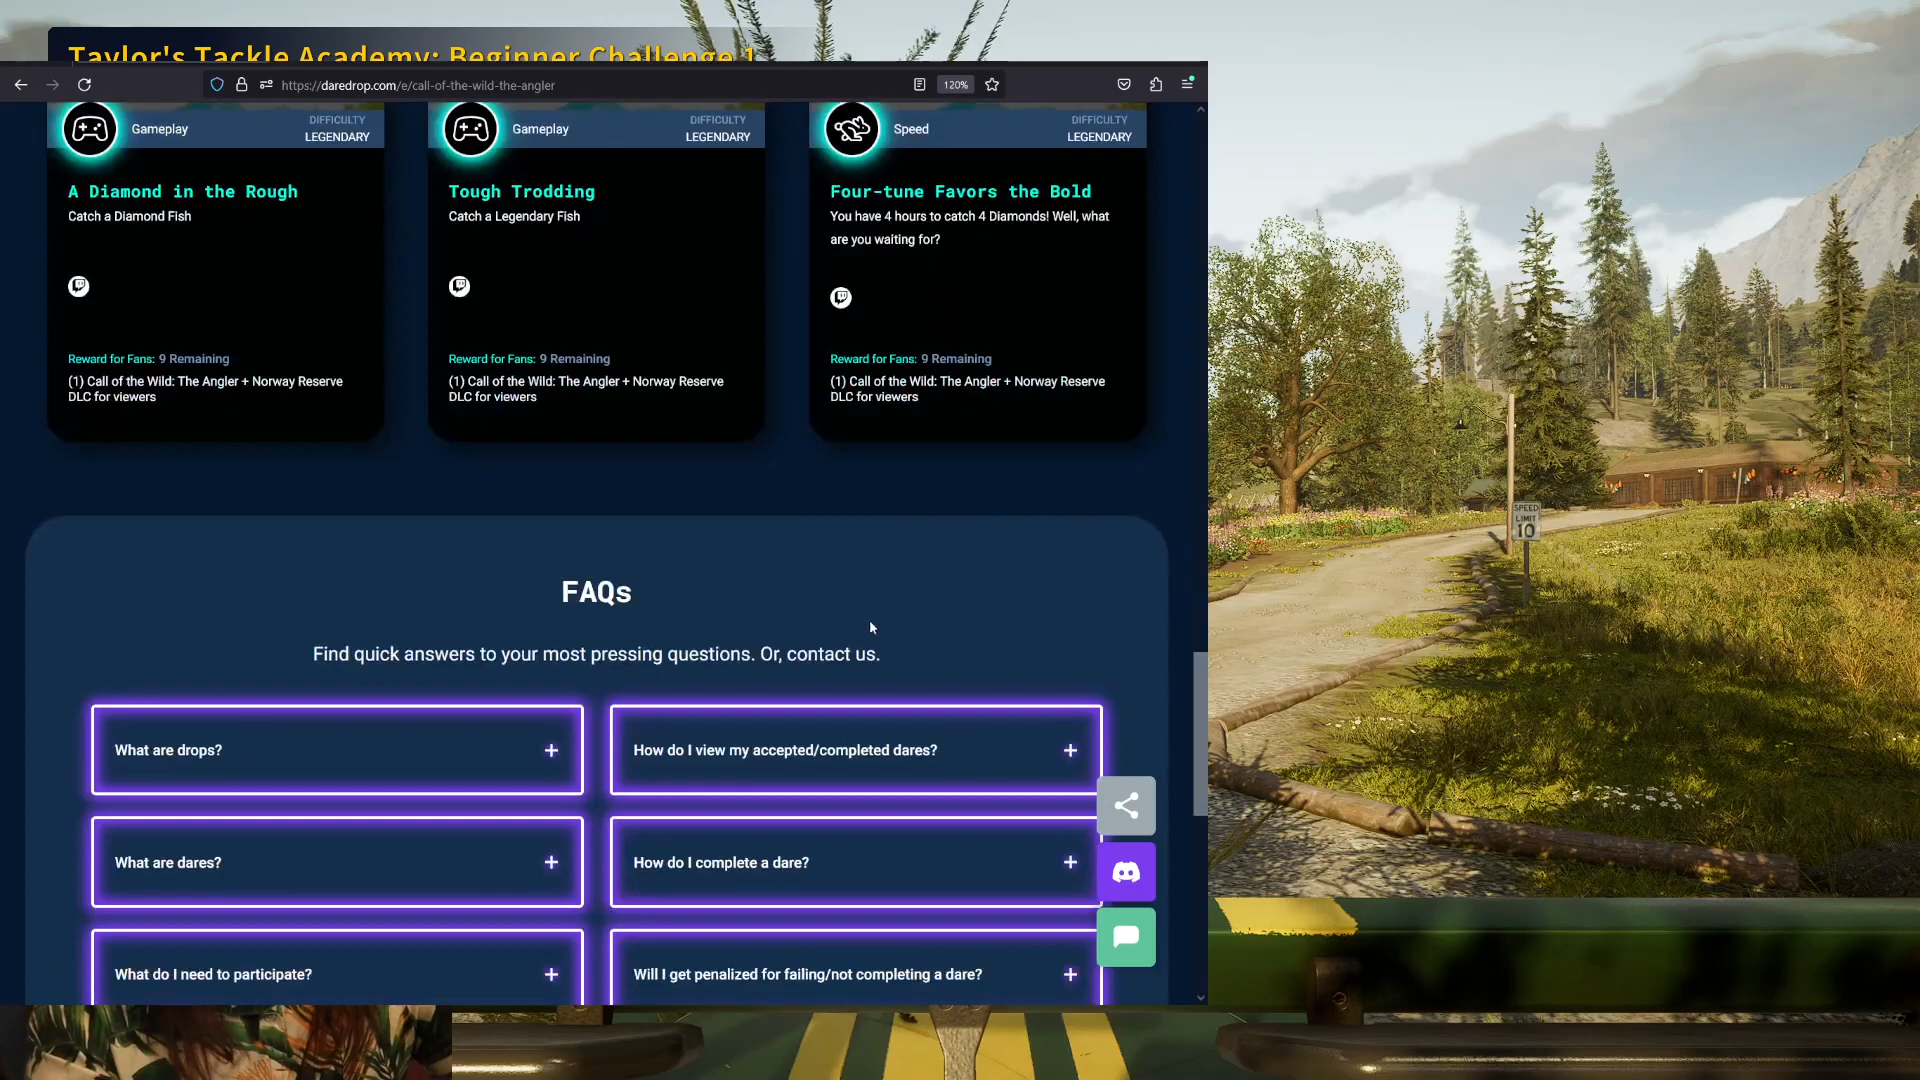 Taylor's Tackle Academy: Beginner Challenge 1
https://daredrop.com/e/call-of-the-wild-the-angler
120%
Gameplay
DIFFICULTY
LEGENDARY
A Diamond in the Rough
Catch a Diamond Fish
Reward for Fans: 9 Remaining
(1) Call of the Wild: The Angler + Norway Reserve
DLC for viewers
Gameplay
DIFFICULTY
LEGENDARY
Tough Trodding
Catch a Legendary Fish
Reward for Fans: 9 Remaining
(1) Call of the Wild: The Angler + Norway Reserve
DLC for viewers
Speed
DIFFICULTY
LEGENDARY
Four-tune Favors the Bold
You have 4 hours to catch 4 Diamonds! Well, what
are you waiting for?
Reward for Fans: 9 Remaining
(1) Call of the Wild: The Angler + Norway Reserve
DLC for viewers
FAQs
Find quick answers to your most pressing questions. Or, contact us.
What are drops?
How do I view my accepted/completed dares?
What are dares?
How do I complete a dare?
What do I need to participate?
Will I get penalized for failing/not completing a dare?
SPEED
LIMIT
10